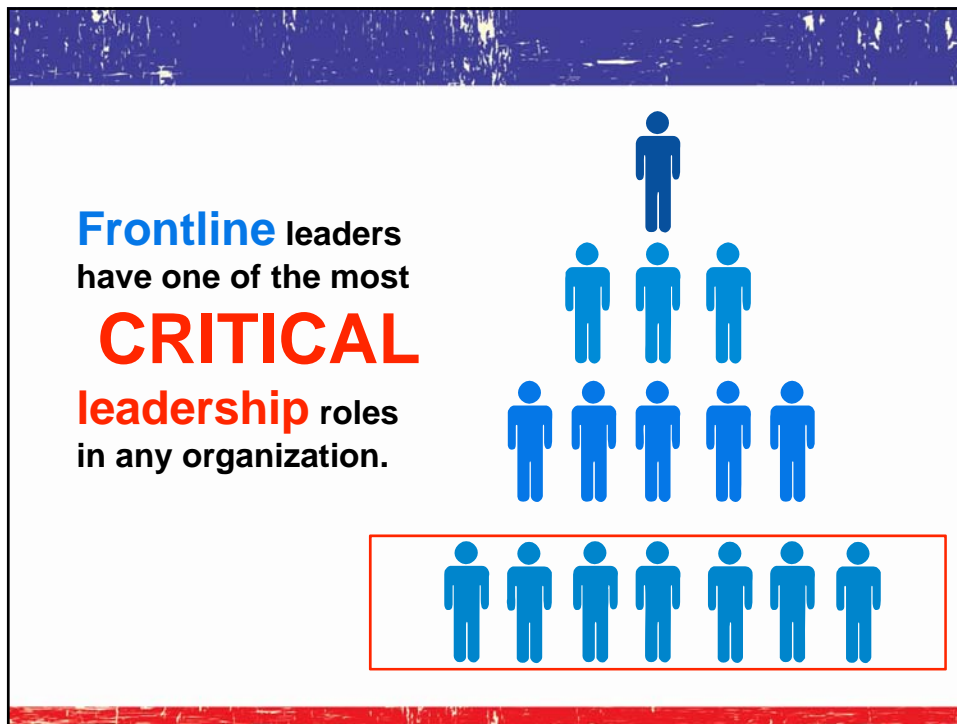 Frontline leaders
have one of the most
CRITICAL
leadership roles
in any organization.